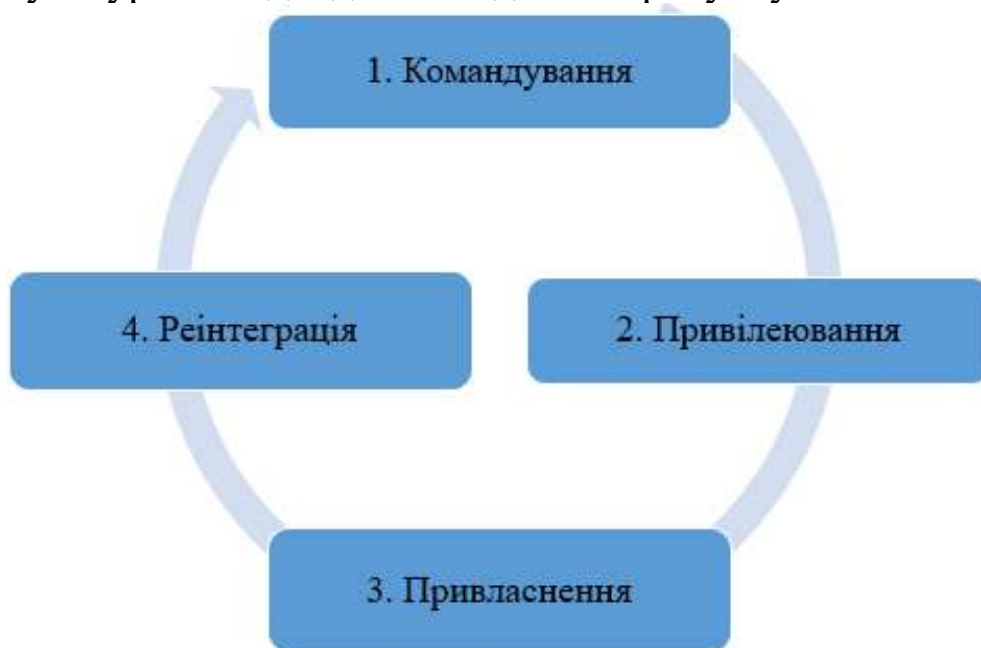 1. Командування
2. Привілеювання
3. Привласнення
4. Реінтеграція